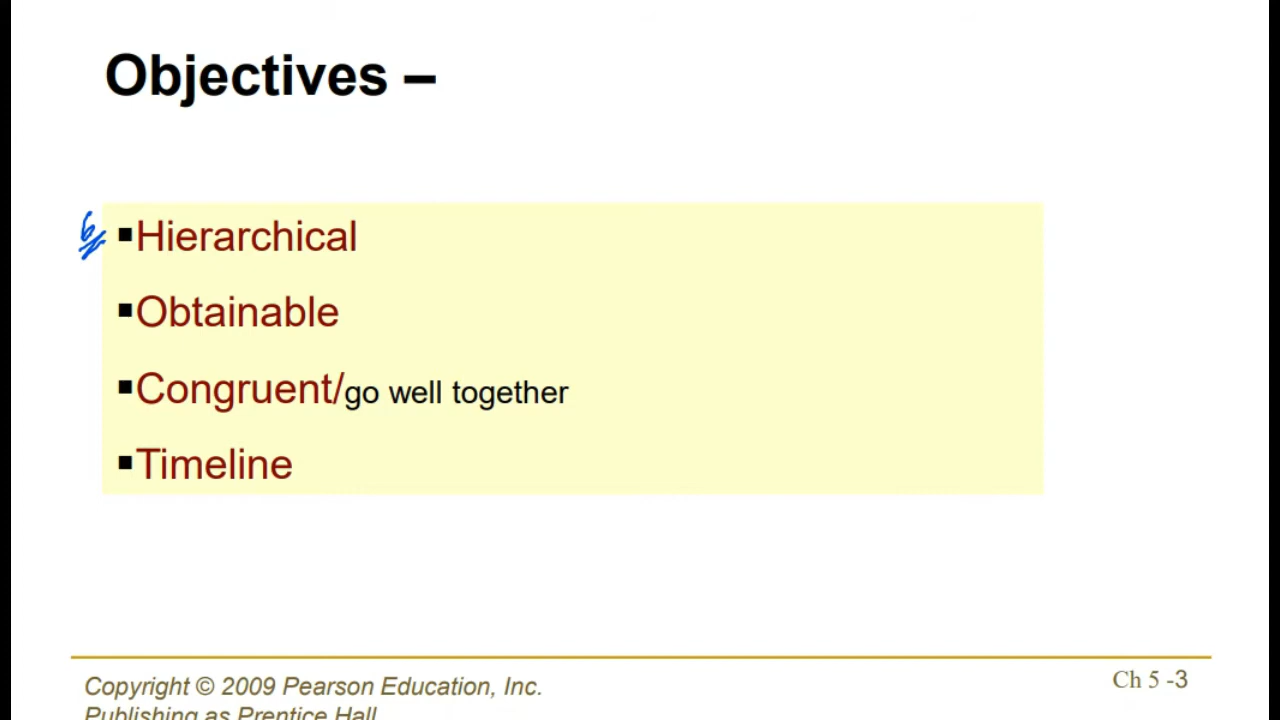 Objectives –
▪Hierarchical
▪Obtainable
▪Congruent/go well together
▪Timeline
Copyright © 2009 Pearson Education, Inc.
Publishing as Prentice Hall
Ch 5 -3